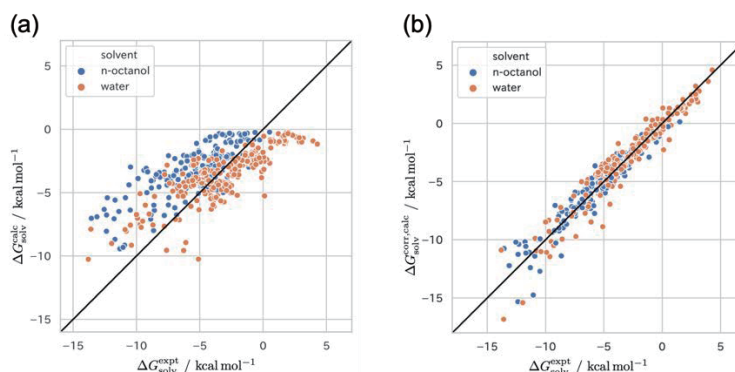 (a)
solvent
n-octanol
water
5
0
−5
−10
−15
ΔG^calc_solv / kcal mol⁻¹
−15
−10
−5
0
5
ΔG^expt_solv / kcal mol⁻¹
(b)
solvent
n-octanol
water
5
0
−5
−10
−15
ΔG^corr,calc_solv / kcal mol⁻¹
−15
−10
−5
0
5
ΔG^expt_solv / kcal mol⁻¹